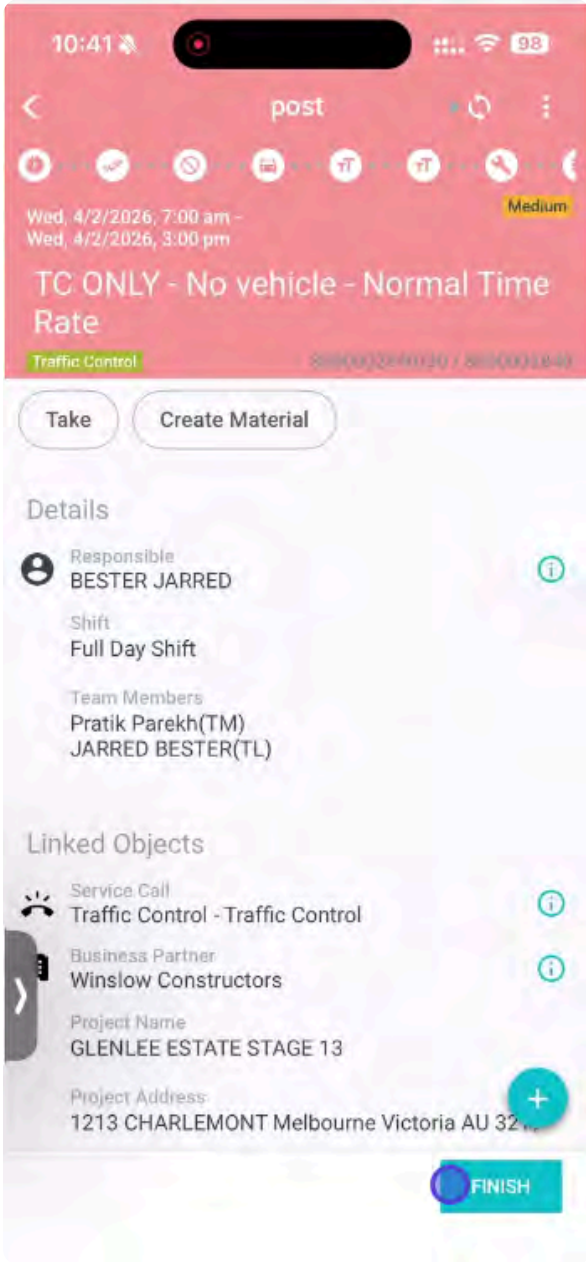 10:41
98
post
Medium
Wed, 4/2/2026, 7:00 am -
Wed, 4/2/2026, 3:00 pm
TC ONLY - No vehicle - Normal Time
Rate
Traffic Control
Take
Create Material
Details
Responsible
BESTER JARRED
Shift
Full Day Shift
Team Members
Pratik Parekh(TM)
JARRED BESTER(TL)
Linked Objects
Service Call
Traffic Control - Traffic Control
Business Partner
Winslow Constructors
Project Name
GLENLEE ESTATE STAGE 13
Project Address
1213 CHARLEMONT Melbourne Victoria AU
FINISH